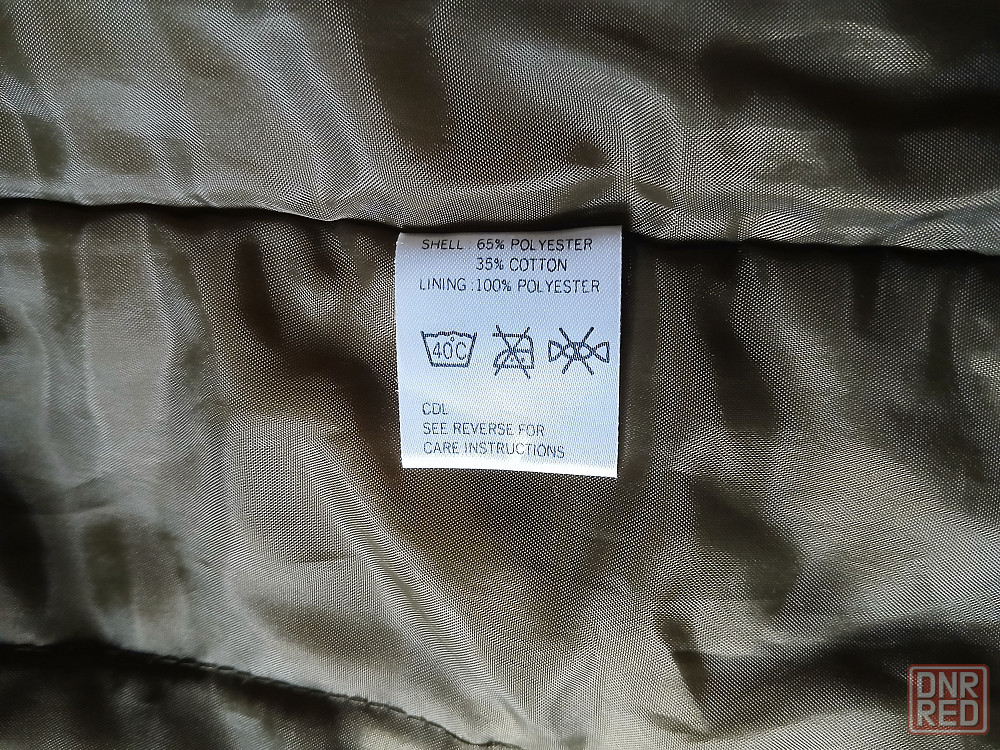 SHELL : 65% POLYESTER
35% COTTON
LINING :100% POLYESTER
40°C
CDL
SEE REVERSE FOR
CARE INSTRUCTIONS
DNR
RED